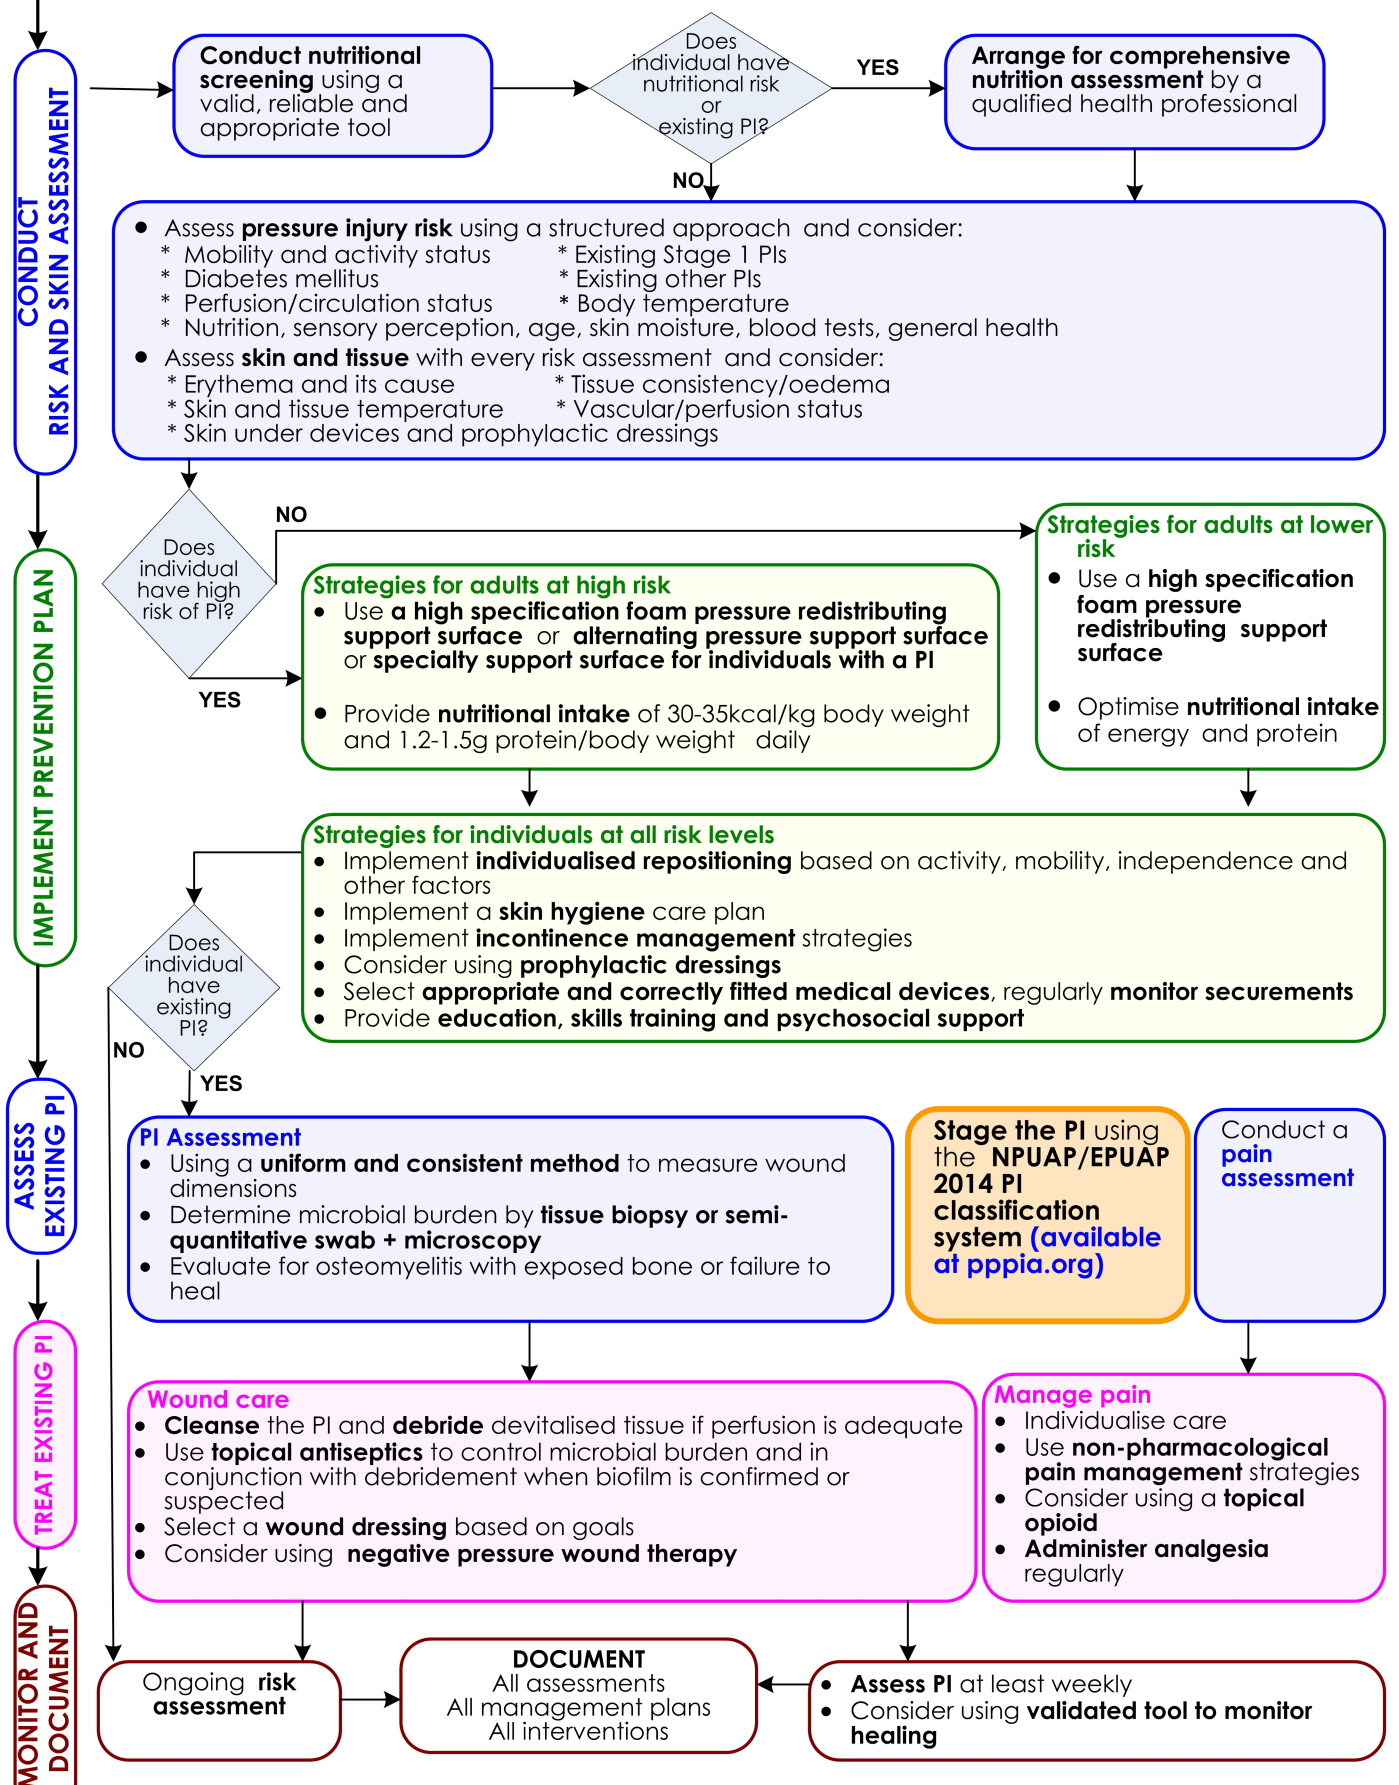 CONDUCT
RISK AND SKIN ASSESSMENT
Conduct nutritional
screening using a
valid, reliable and
appropriate tool
Does
individual have
nutritional risk
or
existing PI?
YES
NO
Arrange for comprehensive
nutrition assessment by a
qualified health professional
● Assess pressure injury risk using a structured approach and consider:
* Mobility and activity status * Existing Stage 1 PIs
* Diabetes mellitus * Existing other PIs
* Perfusion/circulation status * Body temperature
* Nutrition, sensory perception, age, skin moisture, blood tests, general health
● Assess skin and tissue with every risk assessment and consider:
* Erythema and its cause * Tissue consistency/oedema
* Skin and tissue temperature * Vascular/perfusion status
* Skin under devices and prophylactic dressings
IMPLEMENT PREVENTION PLAN
Does
individual
have high
risk of PI?
NO
YES
Strategies for adults at high risk
● Use a high specification foam pressure redistributing
support surface or alternating pressure support surface
or specialty support surface for individuals with a PI
● Provide nutritional intake of 30-35kcal/kg body weight
and 1.2-1.5g protein/body weight daily
Strategies for adults at lower
risk
● Use a high specification
foam pressure
redistributing support
surface
● Optimise nutritional intake
of energy and protein
Strategies for individuals at all risk levels
● Implement individualised repositioning based on activity, mobility, independence and
other factors
● Implement a skin hygiene care plan
● Implement incontinence management strategies
● Consider using prophylactic dressings
● Select appropriate and correctly fitted medical devices, regularly monitor securements
● Provide education, skills training and psychosocial support
Does
individual
have
existing
PI?
NO
YES
ASSESS
EXISTING PI
PI Assessment
● Using a uniform and consistent method to measure wound
dimensions
● Determine microbial burden by tissue biopsy or semi-
quantitative swab + microscopy
● Evaluate for osteomyelitis with exposed bone or failure to
heal
Stage the PI using
the NPUAP/EPUAP
2014 PI
classification
system (available
at pppia.org)
Conduct a
pain
assessment
TREAT EXISTING PI
Wound care
● Cleanse the PI and debride devitalised tissue if perfusion is adequate
● Use topical antiseptics to control microbial burden and in
conjunction with debridement when biofilm is confirmed or
suspected
● Select a wound dressing based on goals
● Consider using negative pressure wound therapy
Manage pain
● Individualise care
● Use non-pharmacological
pain management strategies
● Consider using a topical
opioid
● Administer analgesia
regularly
MONITOR AND
DOCUMENT
Ongoing risk
assessment
DOCUMENT
All assessments
All management plans
All interventions
● Assess PI at least weekly
● Consider using validated tool to monitor
healing